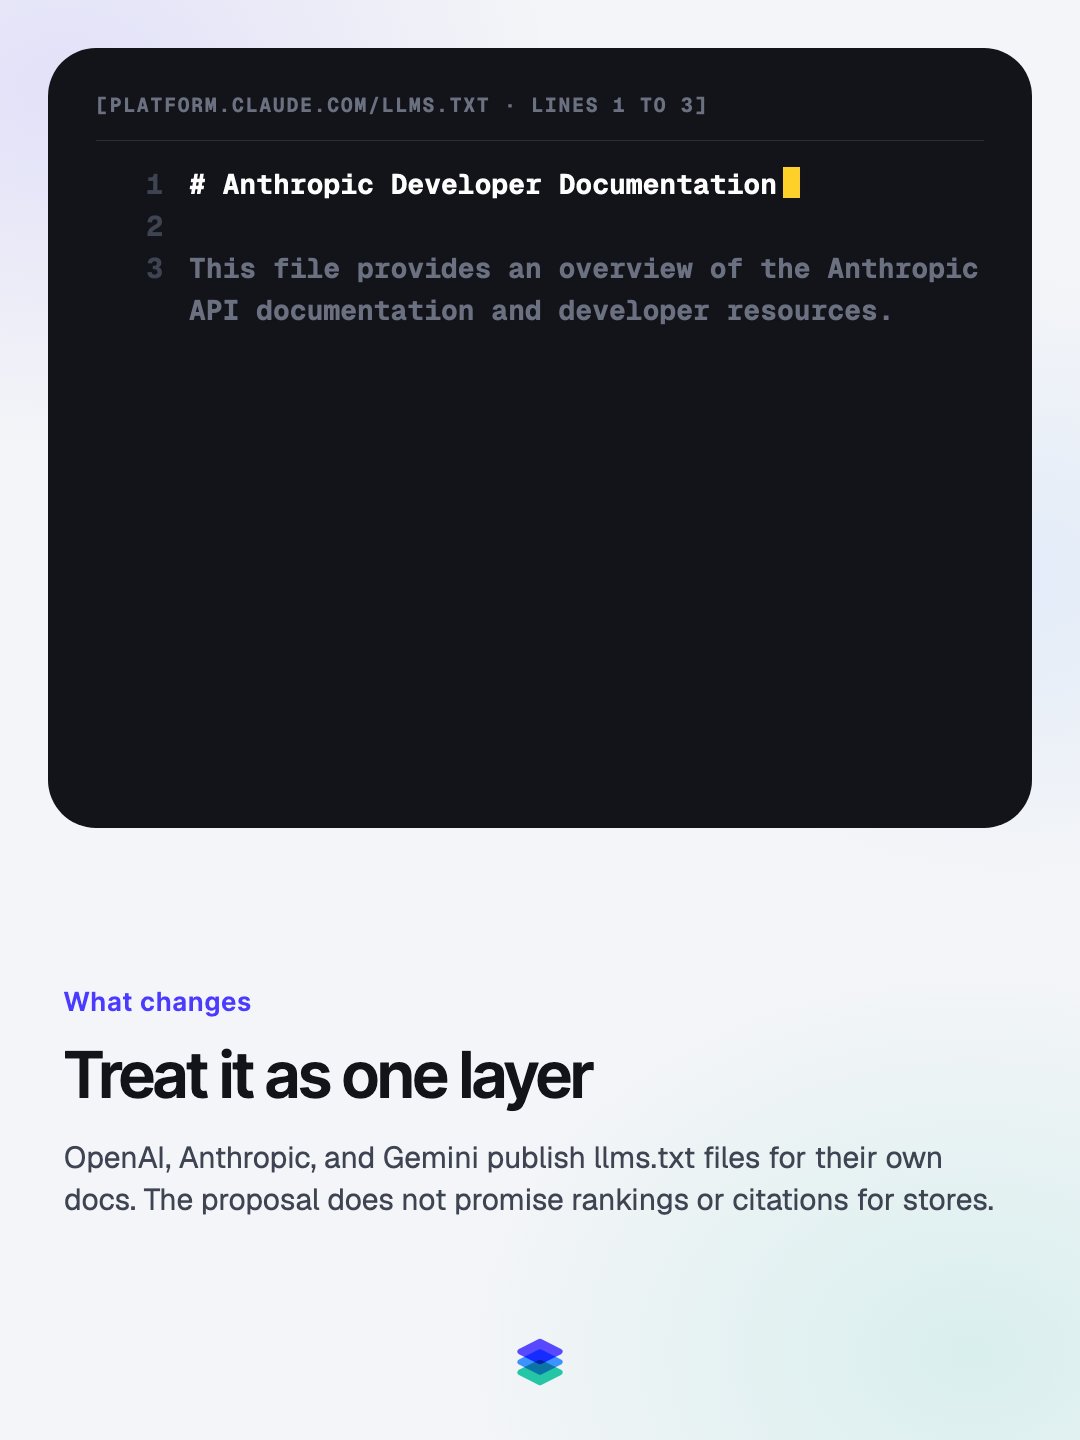 [PLATFORM.CLAUDE.COM/LLMS.TXT · LINES 1 TO 3]
1 # Anthropic Developer Documentation
2
3 This file provides an overview of the Anthropic
API documentation and developer resources.
What changes
Treat it as one layer
OpenAI, Anthropic, and Gemini publish llms.txt files for their own
docs. The proposal does not promise rankings or citations for stores.